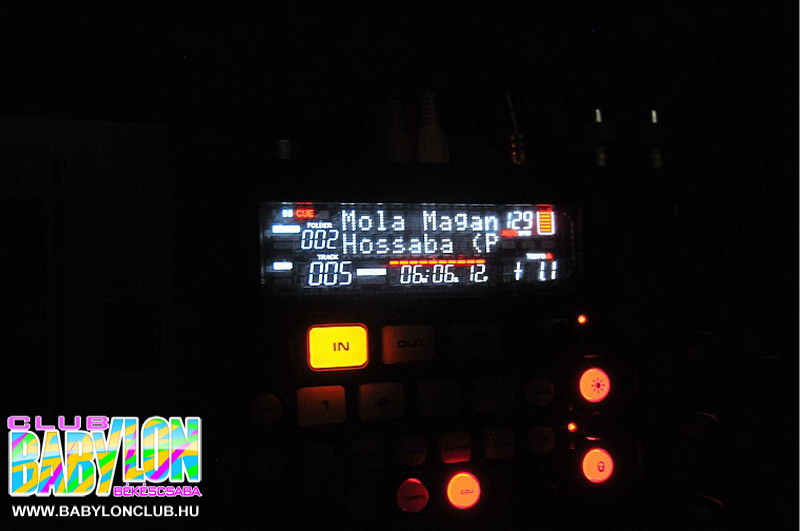 CUE
Mola Magan
129
FOLDER
002
Hossaba (P
TRACK
TEMPO
005
06:06 12
+ 1.1
IN
OUT
CLUB
BABYLON
BÉKÉSCSABA
WWW.BABYLONCLUB.HU